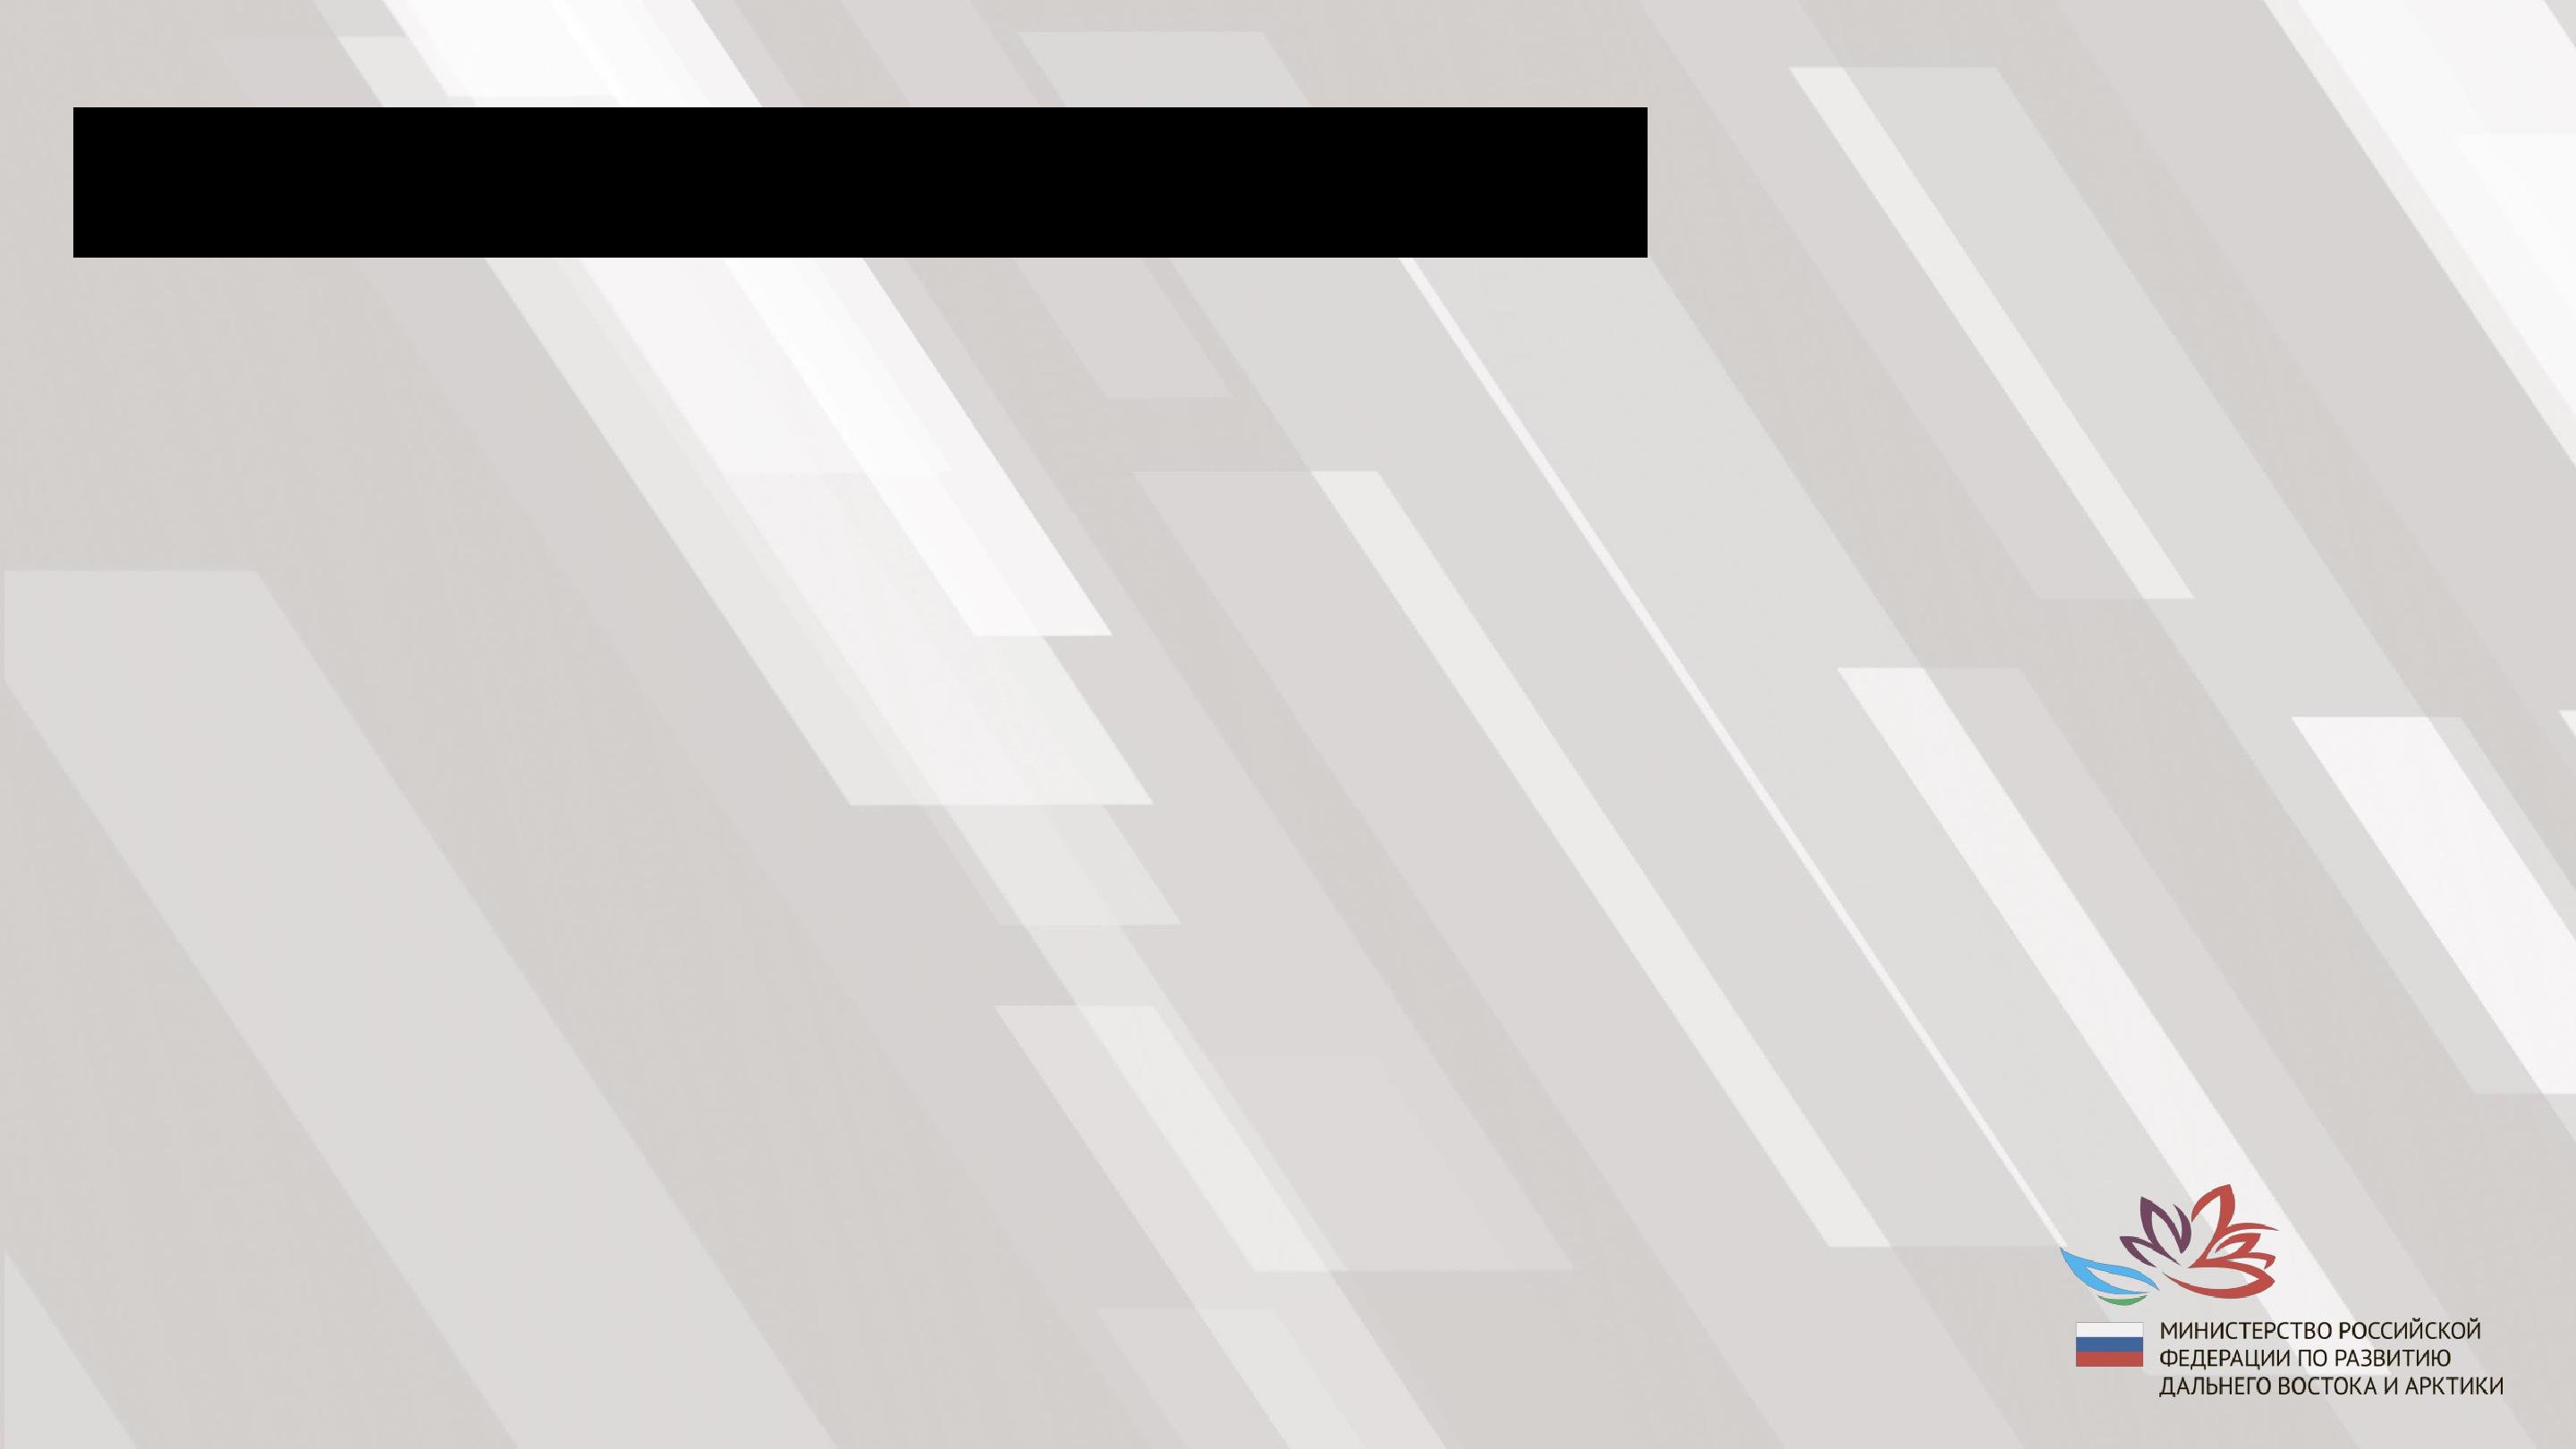 МИНИСТЕРСТВО РОССИЙСКОЙ
ФЕДЕРАЦИИ ПО РАЗВИТИЮ
ДАЛЬНЕГО ВОСТОКА И АРКТИКИ